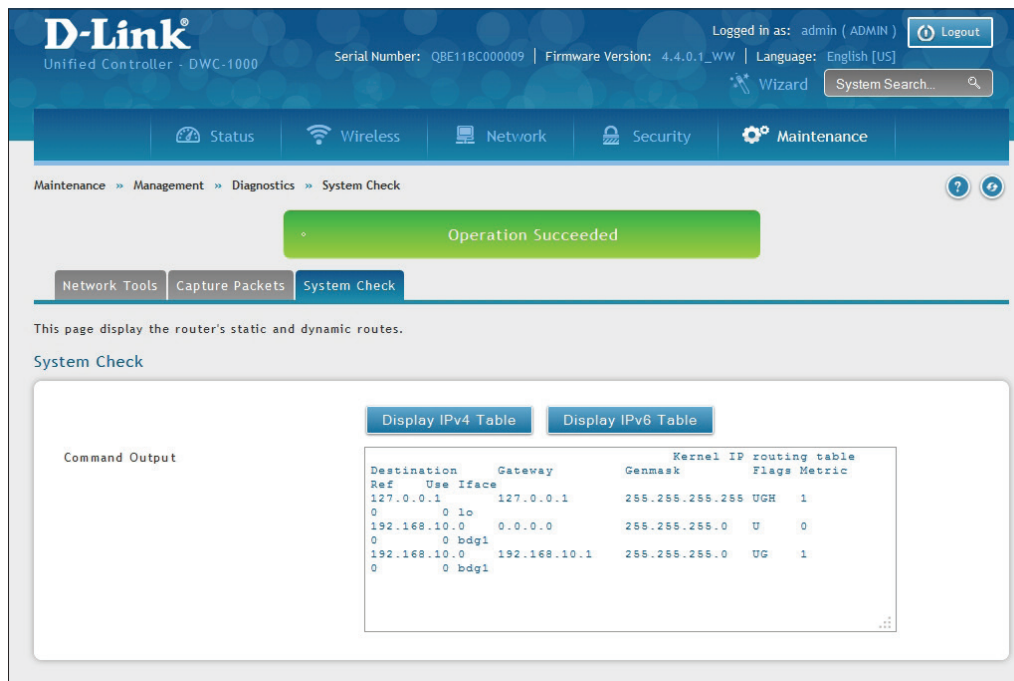 D-Link®
Unified Controller - DWC-1000
Logged in as: admin ( ADMIN ) Logout
Serial Number: QBE11BC000009 | Firmware Version: 4.4.0.1_WW | Language: English [US]
Wizard System Search...
Status Wireless Network Security Maintenance
Maintenance » Management » Diagnostics » System Check
Operation Succeeded
Network Tools Capture Packets System Check
This page display the router's static and dynamic routes.
System Check
Display IPv4 Table Display IPv6 Table
Command Output
Kernel IP routing table
Destination Gateway Genmask Flags Metric
Ref Use Iface
127.0.0.1 127.0.0.1 255.255.255.255 UGH 1
0 0 lo
192.168.10.0 0.0.0.0 255.255.255.0 U 0
0 0 bdg1
192.168.10.0 192.168.10.1 255.255.255.0 UG 1
0 0 bdg1